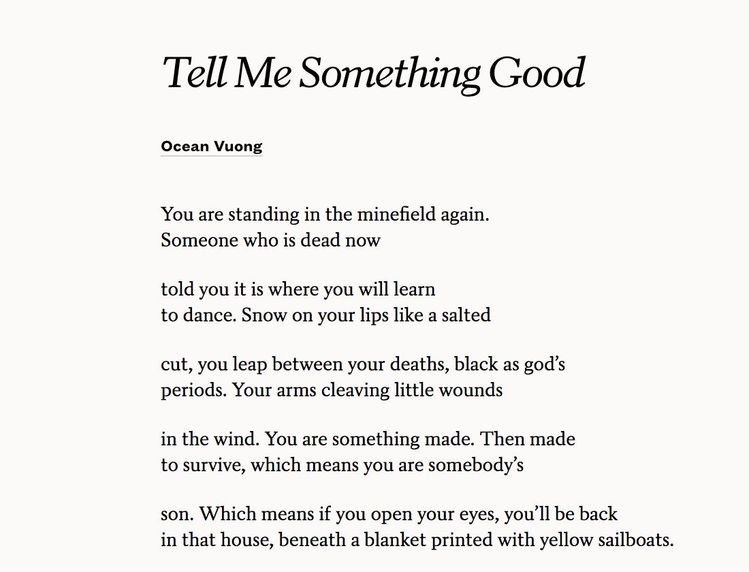 Tell Me Something Good
Ocean Vuong
You are standing in the minefield again.
Someone who is dead now
told you it is where you will learn
to dance. Snow on your lips like a salted
cut, you leap between your deaths, black as god’s
periods. Your arms cleaving little wounds
in the wind. You are something made. Then made
to survive, which means you are somebody’s
son. Which means if you open your eyes, you’ll be back
in that house, beneath a blanket printed with yellow sailboats.